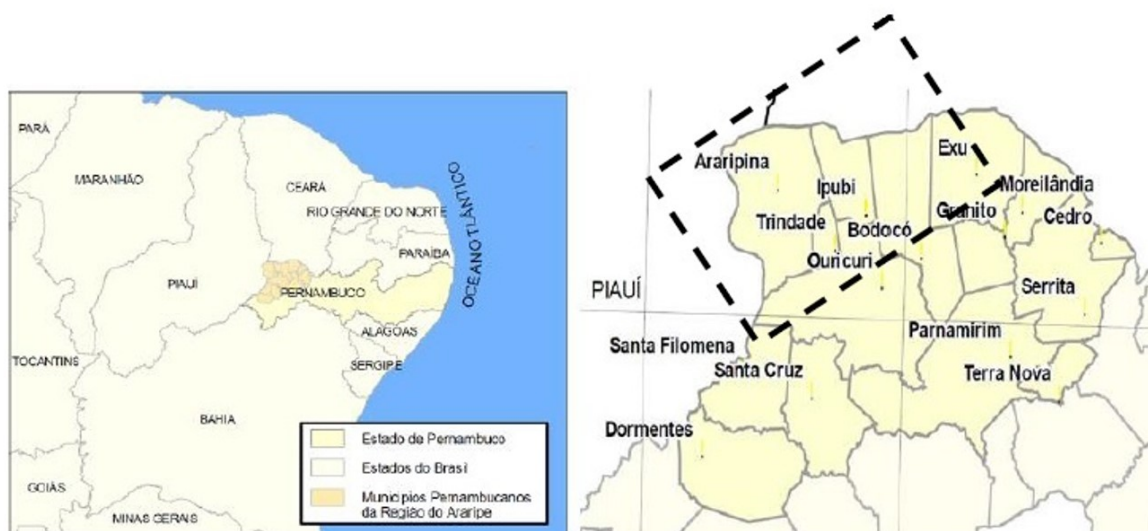 PARÁ
MARANHÃO
CEARÁ
RIO GRANDE DO NORTE
PARAÍBA
OCEANO ATLÂNTICO
PIAUÍ
PERNAMBUCO
ALAGOAS
SERGIPE
TOCANTINS
BAHIA
GOIÁS
MINAS GERAIS
Estado de Pernambuco
Estados do Brasil
Municípios Pernambucanos
da Região do Araripe
Araripina
Exu
Ipubi
Moreilândia
Trindade
Bodocó
Granito
Cedro
Ouricuri
PIAUÍ
Serrita
Santa Filomena
Parnamirim
Santa Cruz
Terra Nova
Dormentes